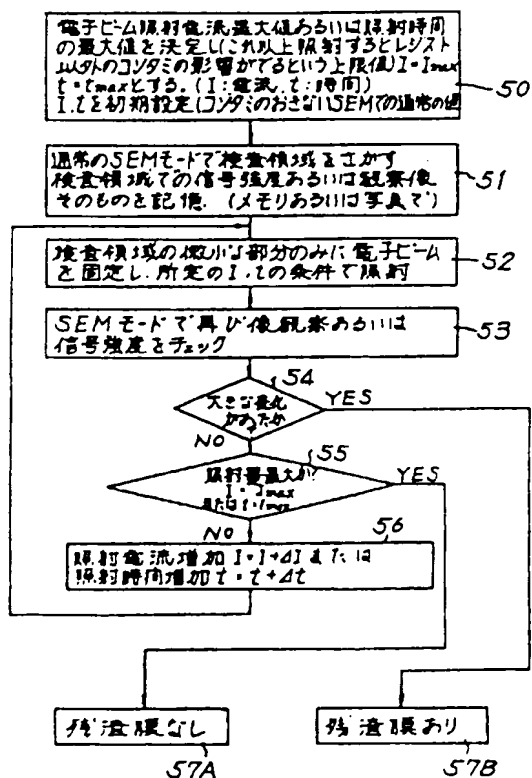 電子ビーム照射電流最大値あるいは照射時間
の最大値を決定し(これ以上照射するとレジスト
以外のコンタミの影響がでるという上限値) I=Imax
t=tmaxとする。(I:電流, t:時間)
I,tを初期設定(コンタミのおきないSEMでの通常の
50
通常のSEMモードで検査領域をさがす
検査領域での信号強度あるいは観察像
そのものを記憶. (メモリあるいは写真で)
51
検査領域の微小な部分のみに電子ビーム
を固定し.所定のI,tの条件で照射
52
SEMモードで再び像観察あるいは
信号強度をチェック
53
54
大きな変化
があったか
YES
NO
55
照射量最大か?
I=Imax
またはt=tmax
YES
NO
56
照射電流増加I=I+ΔIまたは
照射時間増加t=t+Δt
残渣膜なし
57A
残渣膜あり
57B